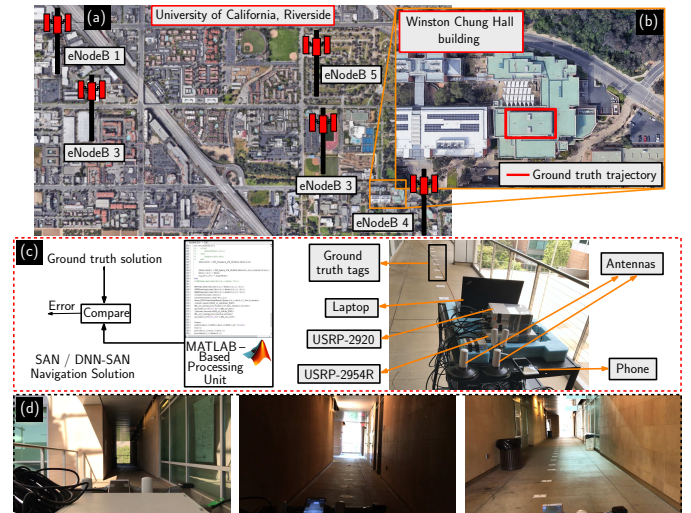 (a)
University of California, Riverside
eNodeB 1
eNodeB 3
eNodeB 5
eNodeB 3
eNodeB 4
(b)
Winston Chung Hall
building
Ground truth trajectory
(c)
Ground truth solution
Error
Compare
SAN / DNN-SAN
Navigation Solution
MATLAB–
Based
Processing
Unit
Ground
truth tags
Laptop
USRP-2920
USRP-2954R
Antennas
Phone
(d)